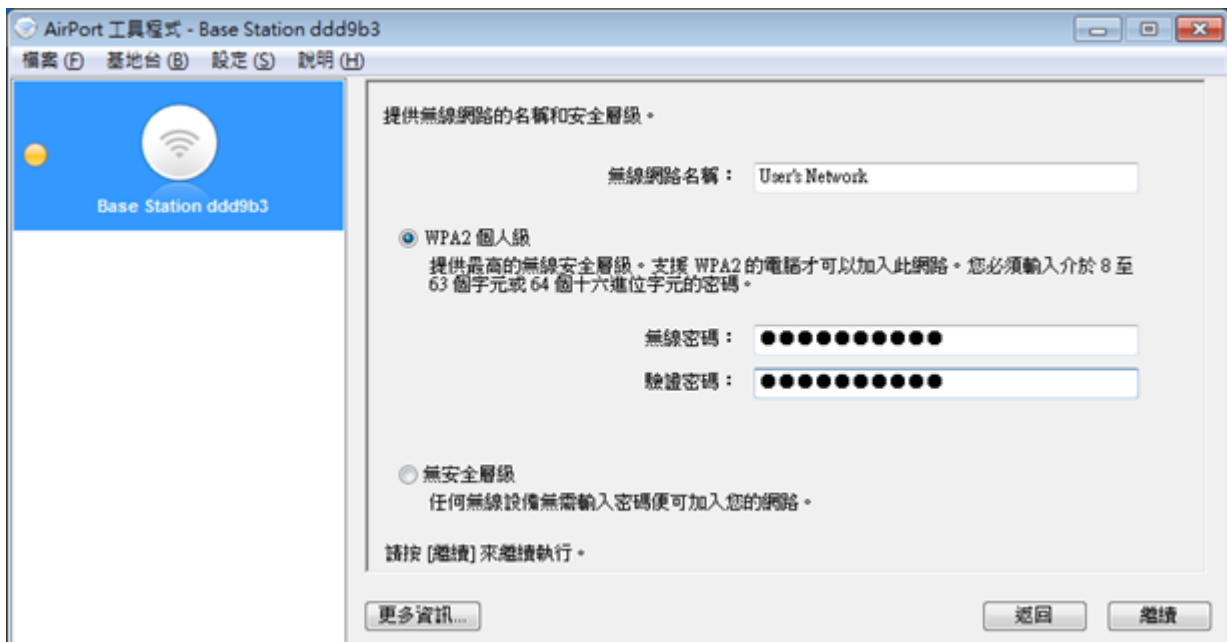 AirPort 工具程式 - Base Station ddd9b3
檔案 (F) 基地台 (B) 設定 (S) 說明 (H)
Base Station ddd9b3
提供無線網路的名稱和安全層級。
無線網路名稱： User's Network
WPA2 個人級
提供最高的無線安全層級。支援 WPA2 的電腦才可以加入此網路。您必須輸入介於 8 至
63 個字元或 64 個十六進位字元的密碼。
無線密碼： ●●●●●●●●●●
驗證密碼： ●●●●●●●●●●
無安全層級
任何無線設備無需輸入密碼便可加入您的網路。
請按 [繼續] 來繼續執行。
更多資訊... 返回 繼續